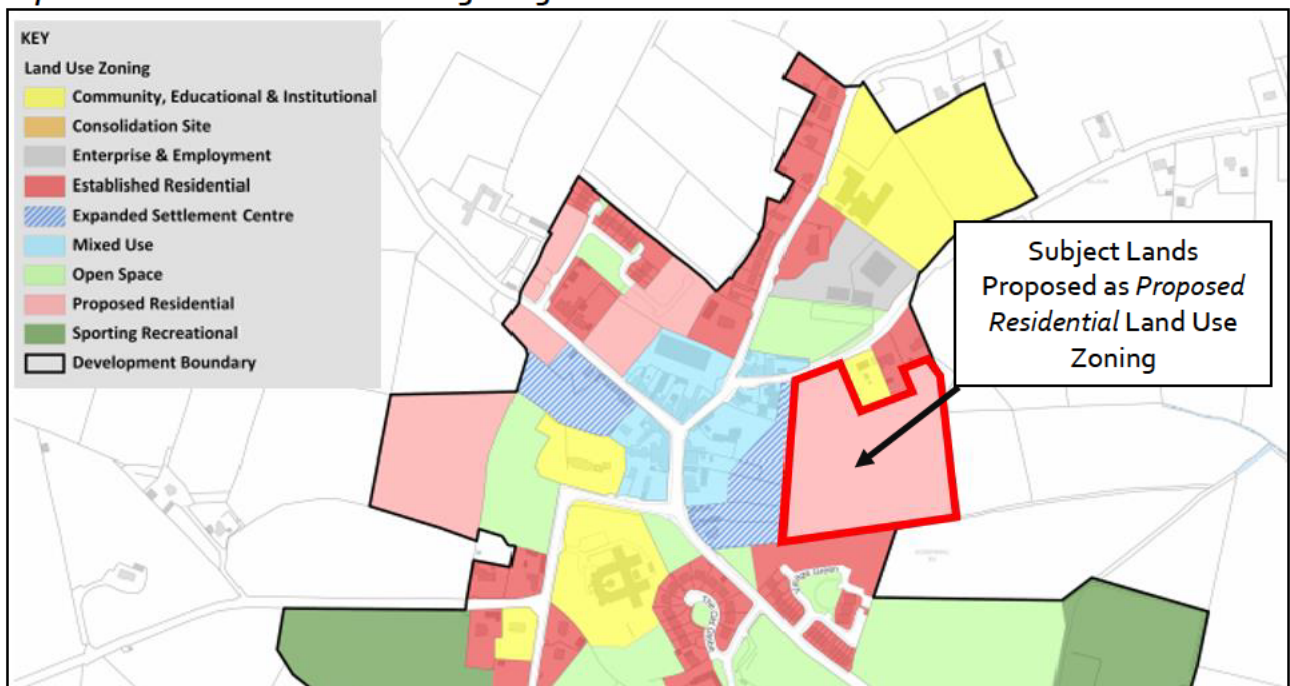 KEY
Land Use Zoning
Community, Educational & Institutional
Consolidation Site
Enterprise & Employment
Established Residential
Expanded Settlement Centre
Mixed Use
Open Space
Proposed Residential
Sporting Recreational
Development Boundary
Subject Lands
Proposed as Proposed
Residential Land Use
Zoning